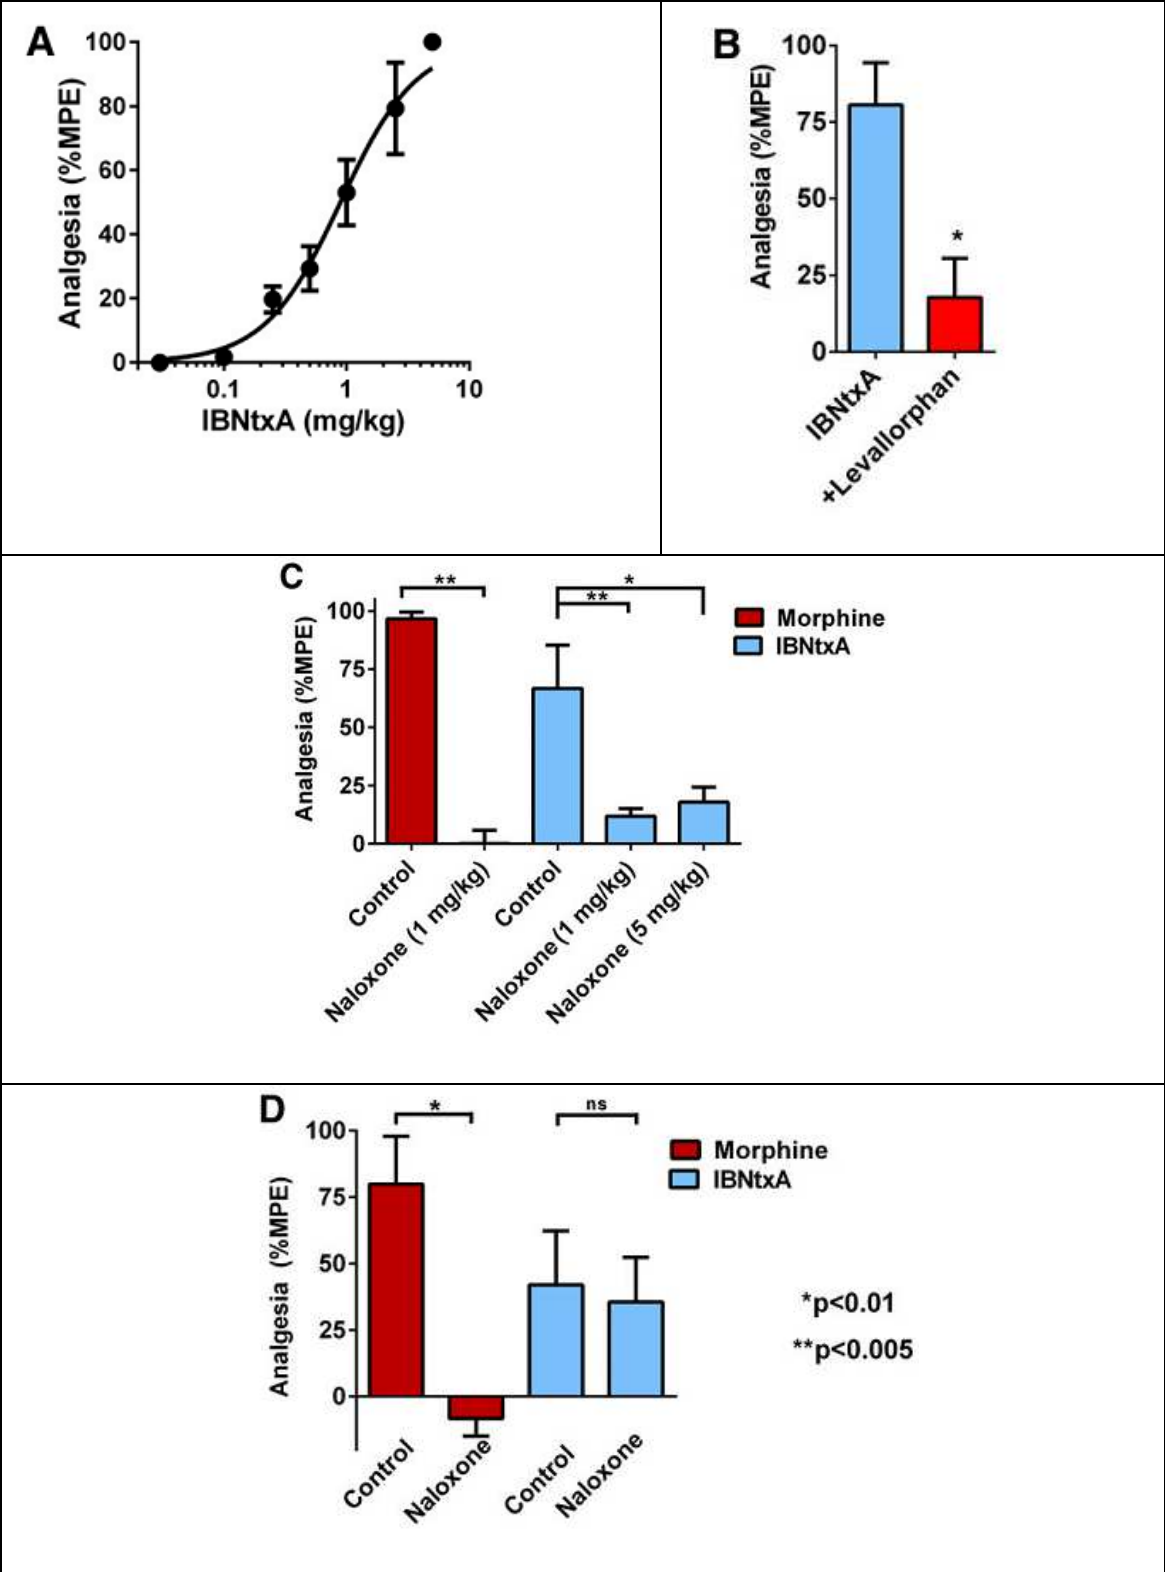 A
100
80
60
40
20
0
Analgesia (%MPE)
0.1 1 10
IBNtxA (mg/kg)
B
100
75
50
25
0
Analgesia (%MPE)
*
IBNtxA
+Levallorphan
C
** ** *
100
75
50
25
0
Analgesia (%MPE)
Morphine
IBNtxA
Control
Naloxone (1 mg/kg)
Control
Naloxone (1 mg/kg)
Naloxone (5 mg/kg)
D
* ns
100
75
50
25
0
Analgesia (%MPE)
Morphine
IBNtxA
*p<0.01
**p<0.005
Control
Naloxone
Control
Naloxone